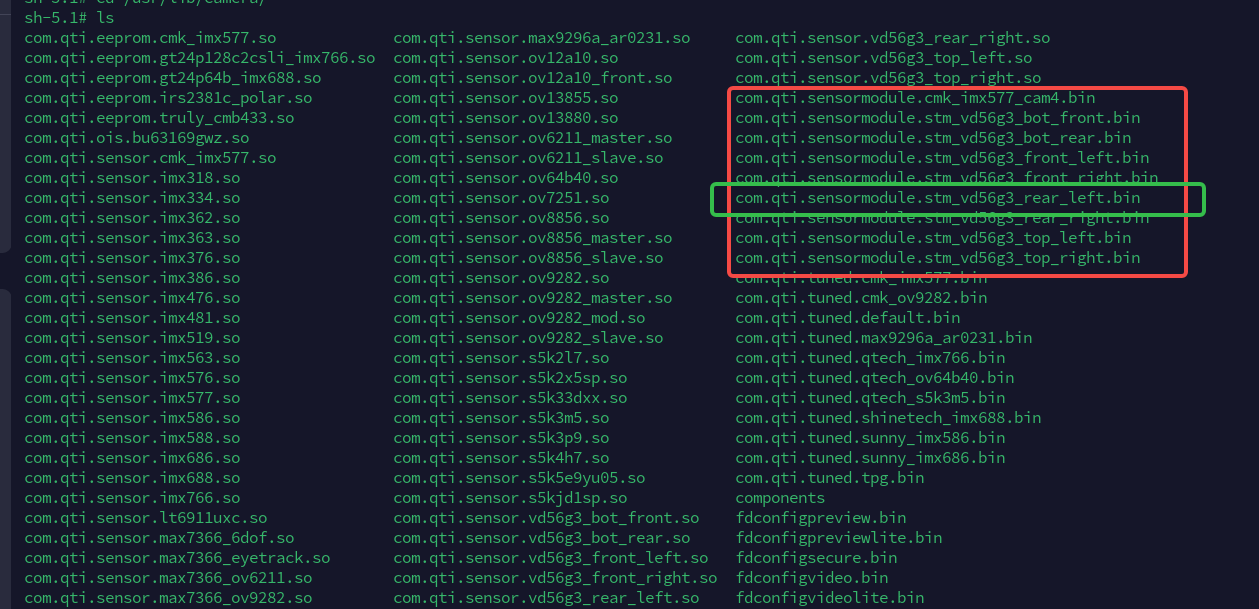 sh-5.1# cd /usr/lib/camera/
sh-5.1# ls
com.qti.eeprom.cmk_imx577.so com.qti.sensor.max9296a_ar0231.so com.qti.sensor.vd56g3_rear_right.so
com.qti.eeprom.gt24p128c2csli_imx766.so com.qti.sensor.ov12a10.so com.qti.sensor.vd56g3_top_left.so
com.qti.eeprom.gt24p64b_imx688.so com.qti.sensor.ov12a10_front.so com.qti.sensor.vd56g3_top_right.so
com.qti.eeprom.irs2381c_polar.so com.qti.sensor.ov13855.so com.qti.sensormodule.cmk_imx577_cam4.bin
com.qti.eeprom.truly_cmb433.so com.qti.sensor.ov13880.so com.qti.sensormodule.stm_vd56g3_bot_front.bin
com.qti.ois.bu63169gwz.so com.qti.sensor.ov6211_master.so com.qti.sensormodule.stm_vd56g3_bot_rear.bin
com.qti.sensor.cmk_imx577.so com.qti.sensor.ov6211_slave.so com.qti.sensormodule.stm_vd56g3_front_left.bin
com.qti.sensor.imx318.so com.qti.sensor.ov64b40.so com.qti.sensormodule.stm_vd56g3_front_right.bin
com.qti.sensor.imx334.so com.qti.sensor.ov7251.so com.qti.sensormodule.stm_vd56g3_rear_left.bin
com.qti.sensor.imx362.so com.qti.sensor.ov8856.so com.qti.sensormodule.stm_vd56g3_rear_right.bin
com.qti.sensor.imx363.so com.qti.sensor.ov8856_master.so com.qti.sensormodule.stm_vd56g3_top_left.bin
com.qti.sensor.imx376.so com.qti.sensor.ov8856_slave.so com.qti.sensormodule.stm_vd56g3_top_right.bin
com.qti.sensor.imx386.so com.qti.sensor.ov9282.so com.qti.tuned.cmk_imx577.bin
com.qti.sensor.imx476.so com.qti.sensor.ov9282_master.so com.qti.tuned.cmk_ov9282.bin
com.qti.sensor.imx481.so com.qti.sensor.ov9282_mod.so com.qti.tuned.default.bin
com.qti.sensor.imx519.so com.qti.sensor.ov9282_slave.so com.qti.tuned.max9296a_ar0231.bin
com.qti.sensor.imx563.so com.qti.sensor.s5k2l7.so com.qti.tuned.qtech_imx766.bin
com.qti.sensor.imx576.so com.qti.sensor.s5k2x5sp.so com.qti.tuned.qtech_ov64b40.bin
com.qti.sensor.imx577.so com.qti.sensor.s5k33dxx.so com.qti.tuned.qtech_s5k3m5.bin
com.qti.sensor.imx586.so com.qti.sensor.s5k3m5.so com.qti.tuned.shinetech_imx688.bin
com.qti.sensor.imx588.so com.qti.sensor.s5k3p9.so com.qti.tuned.sunny_imx586.bin
com.qti.sensor.imx686.so com.qti.sensor.s5k4h7.so com.qti.tuned.sunny_imx686.bin
com.qti.sensor.imx688.so com.qti.sensor.s5k5e9yu05.so com.qti.tuned.tpg.bin
com.qti.sensor.imx766.so com.qti.sensor.s5kjd1sp.so components
com.qti.sensor.lt6911uxc.so com.qti.sensor.vd56g3_bot_front.so fdconfigpreview.bin
com.qti.sensor.max7366_6dof.so com.qti.sensor.vd56g3_bot_rear.so fdconfigpreviewlite.bin
com.qti.sensor.max7366_eyetrack.so com.qti.sensor.vd56g3_front_left.so fdconfigsecure.bin
com.qti.sensor.max7366_ov6211.so com.qti.sensor.vd56g3_front_right.so fdconfigvideo.bin
com.qti.sensor.max7366_ov9282.so com.qti.sensor.vd56g3_rear_left.so fdconfigvideolite.bin